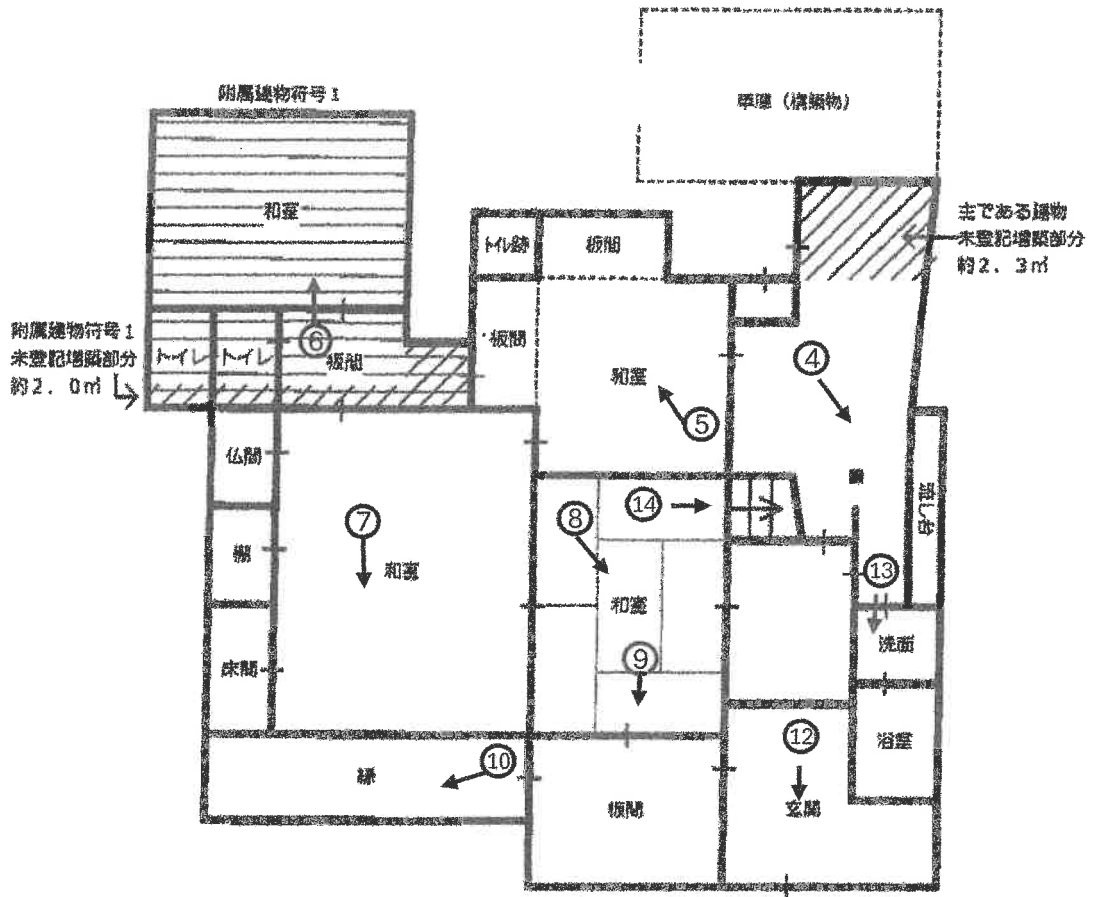 附属建物符号1
車庫（構築物）
和室
主である建物
未登記増築部分
約2．3㎡
トイレ跡
板間
附属建物符号1
未登記増築部分
約2．0㎡
トイレ
トイレ
⑥
板間
板間
和室
④
⑤
仏間
⑦
棚
和室
床間
⑧
⑭
和室
⑨
流し台
⑬
洗面
浴室
⑫
玄関
⑩
縁
板間